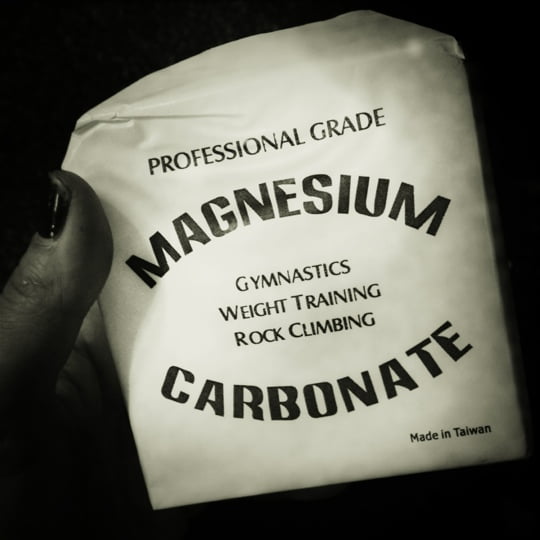 PROFESSIONAL GRADE
MAGNESIUM
GYMNASTICS
WEIGHT TRAINING
ROCK CLIMBING
CARBONATE
Made in Taiwan